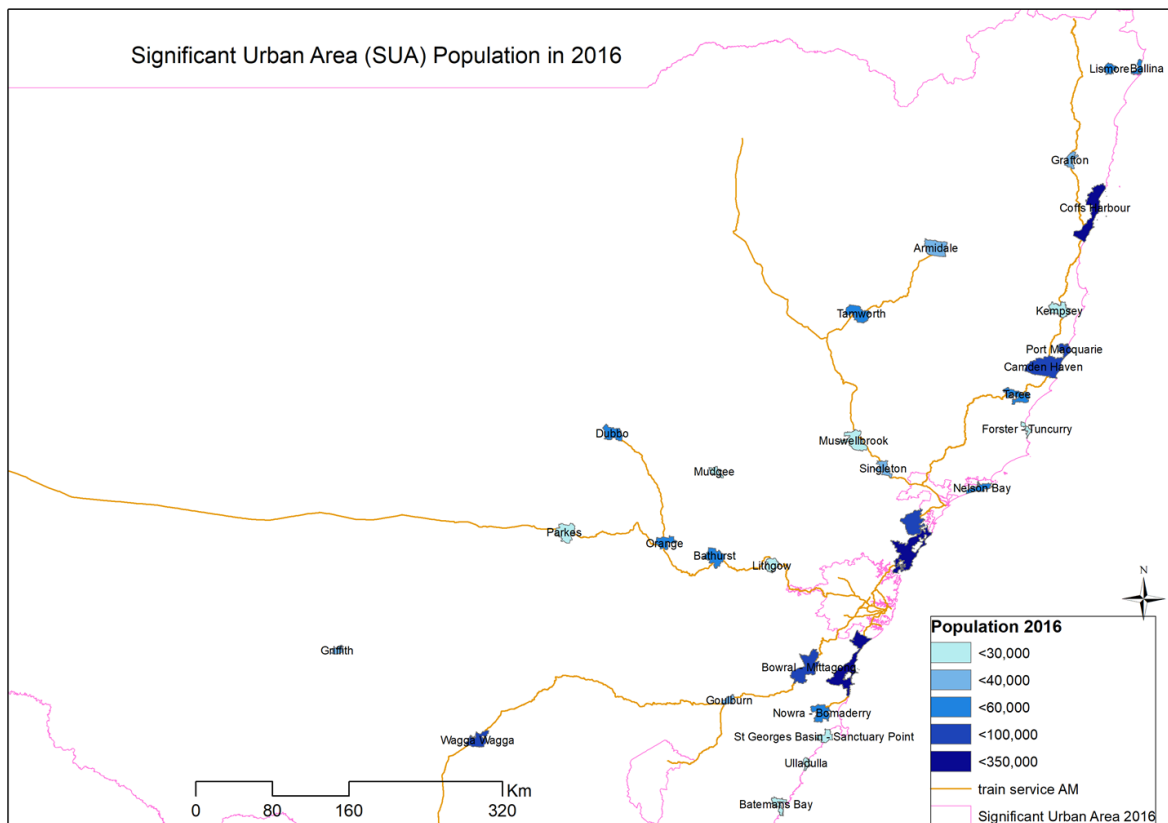 Significant Urban Area (SUA) Population in 2016
Lismore
Ballina
Grafton
Coffs Harbour
Armidale
Kempsey
Tamworth
Port Macquarie
Camden Haven
Taree
Forster - Tuncurry
Dubbo
Muswellbrook
Singleton
Mudgee
Nelson Bay
Parkes
Orange
Bathurst
Lithgow
N
Griffith
Bowral - Mittagong
Goulburn
Nowra - Bomaderry
Wagga Wagga
St Georges Basin - Sanctuary Point
Ulladulla
Batemans Bay
Km
0 80 160 320
Population 2016
<30,000
<40,000
<60,000
<100,000
<350,000
train service AM
Significant Urban Area 2016